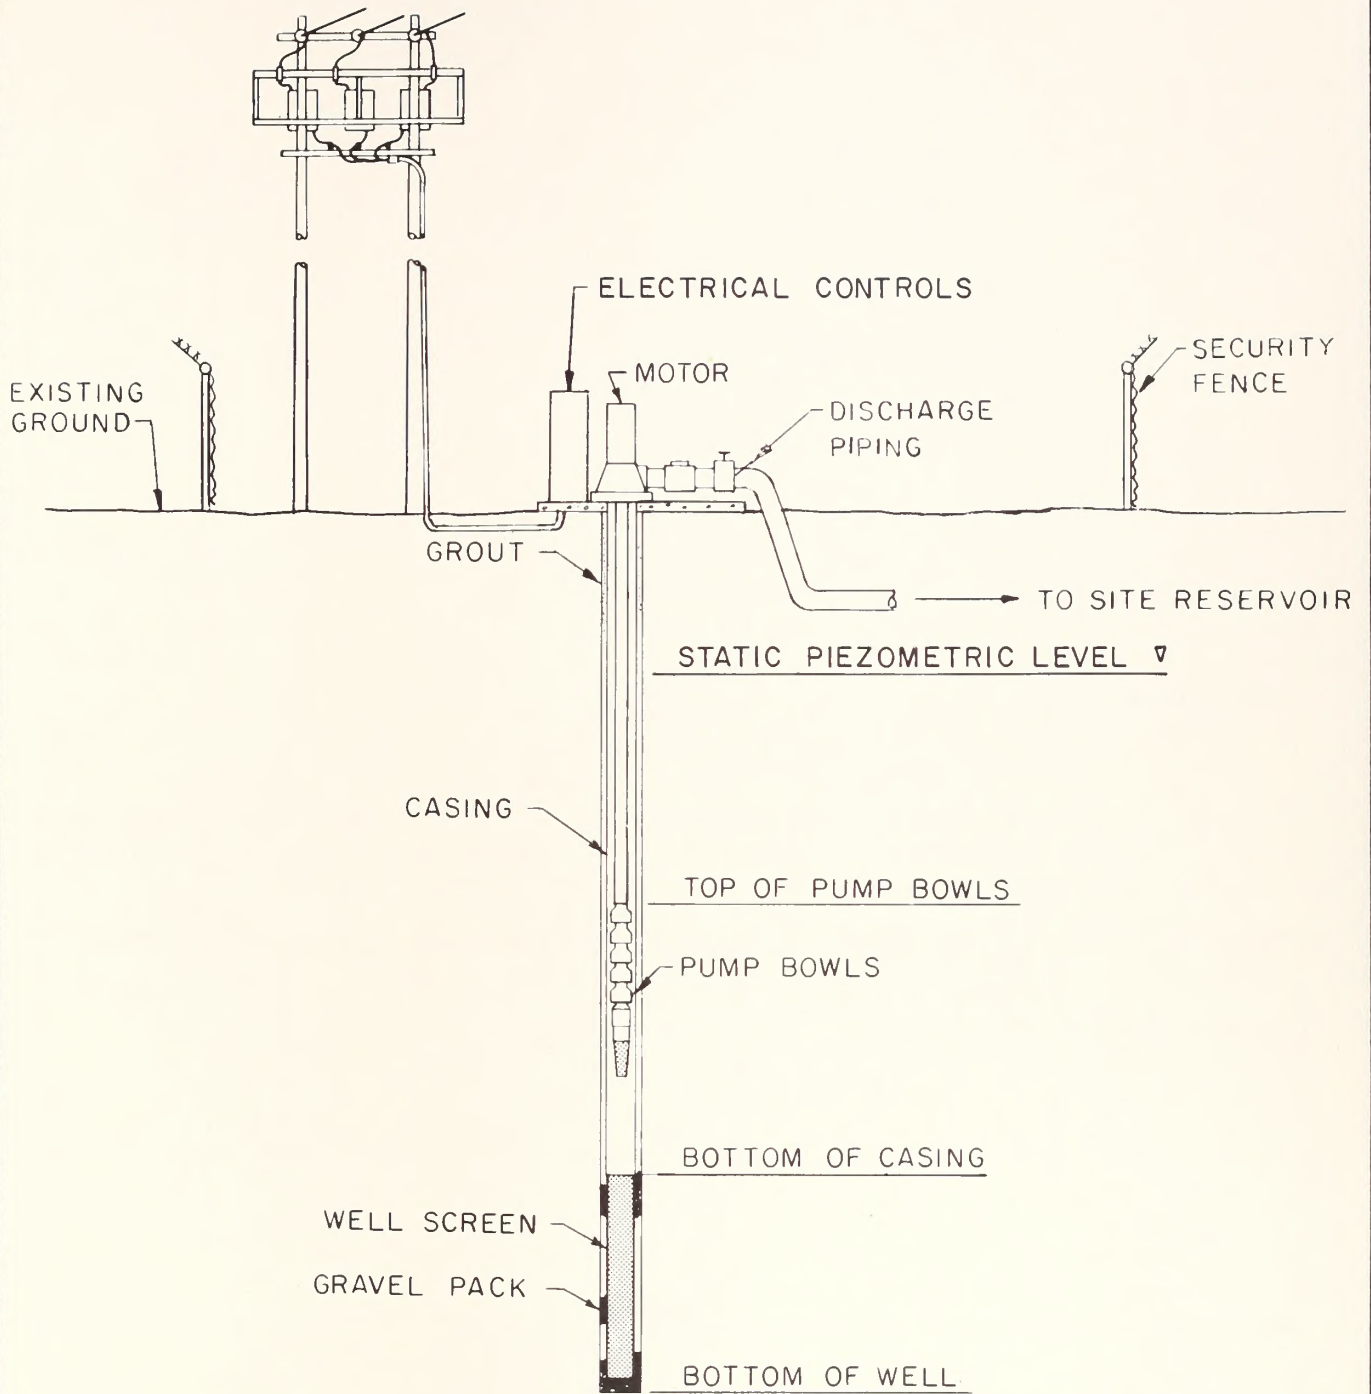 ELECTRICAL CONTROLS
SECURITY
FENCE
MOTOR
EXISTING
GROUND
DISCHARGE
PIPING
GROUT
TO SITE RESERVOIR
STATIC PIEZOMETRIC LEVEL
CASING
TOP OF PUMP BOWLS
PUMP BOWLS
BOTTOM OF CASING
WELL SCREEN
GRAVEL PACK
BOTTOM OF WELL